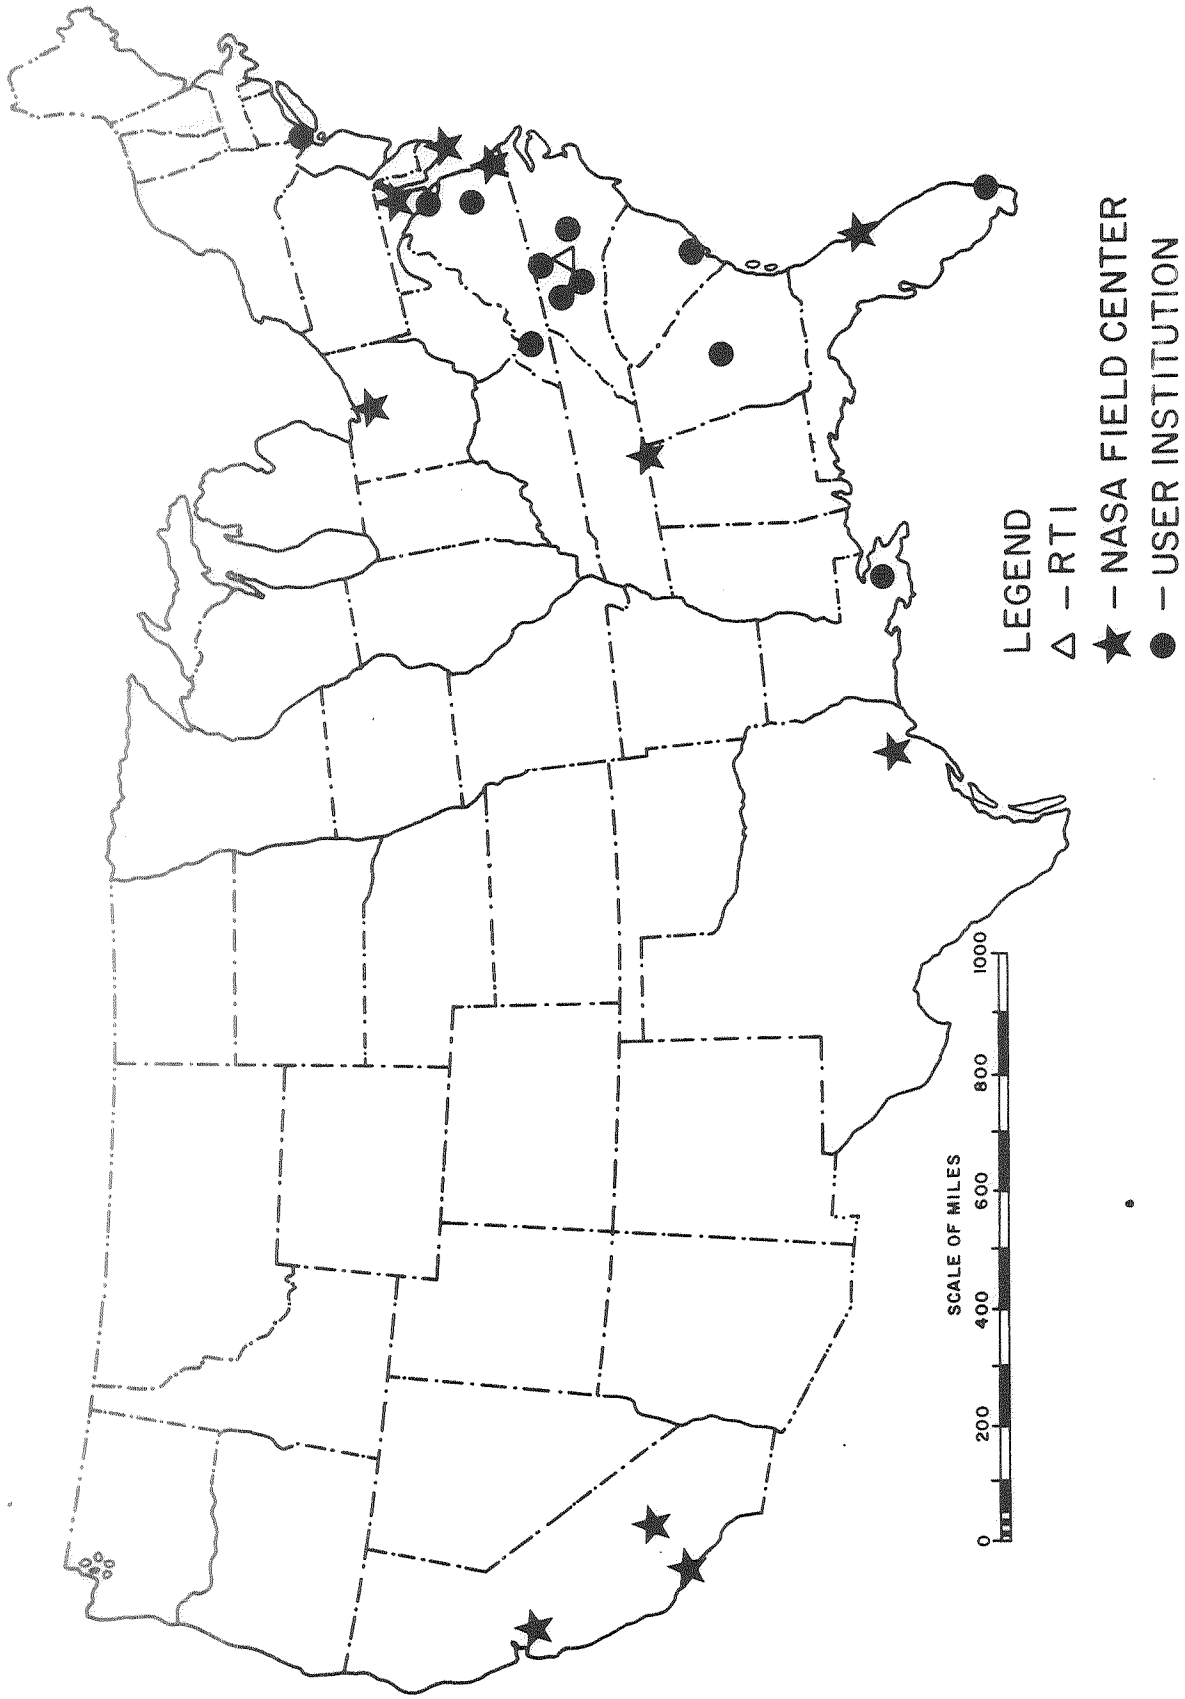 LEGEND
△ – RTI
★ – NASA FIELD CENTER
● – USER INSTITUTION
SCALE OF MILES
0 200 400 600 800 1000